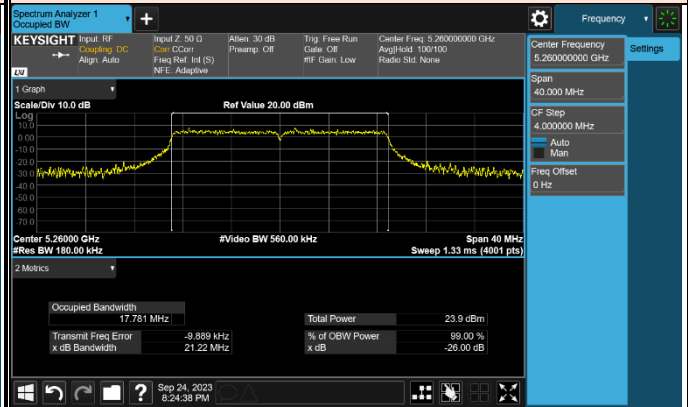 Spectrum Analyzer 1
Occupied BW
Frequency
KEYSIGHT
Input: RF
Coupling: DC
Align: Auto
Input Z: 50 Ω
Corr CCorr
Freq Ref: Int (S)
NFE: Adaptive
Atten: 30 dB
Preamp: Off
Trig: Free Run
Gate: Off
#IF Gain: Low
Center Freq: 5.260000000 GHz
Avg|Hold: 100/100
Radio Std: None
LXI
Center Frequency
5.260000000 GHz
Settings
Span
40.000 MHz
CF Step
4.000000 MHz
Auto
Man
Freq Offset
0 Hz
1 Graph
Scale/Div 10.0 dB
Ref Value 20.00 dBm
Log
10.0
0.00
-10.0
-20.0
-30.0
-40.0
-50.0
-60.0
-70.0
Center 5.26000 GHz
#Video BW 560.00 kHz
Span 40 MHz
#Res BW 180.00 kHz
Sweep 1.33 ms (4001 pts)
2 Metrics
Occupied Bandwidth
17.781 MHz
Total Power
23.9 dBm
Transmit Freq Error
-9.889 kHz
% of OBW Power
99.00 %
x dB Bandwidth
21.22 MHz
x dB
-26.00 dB
Sep 24, 2023
8:24:38 PM